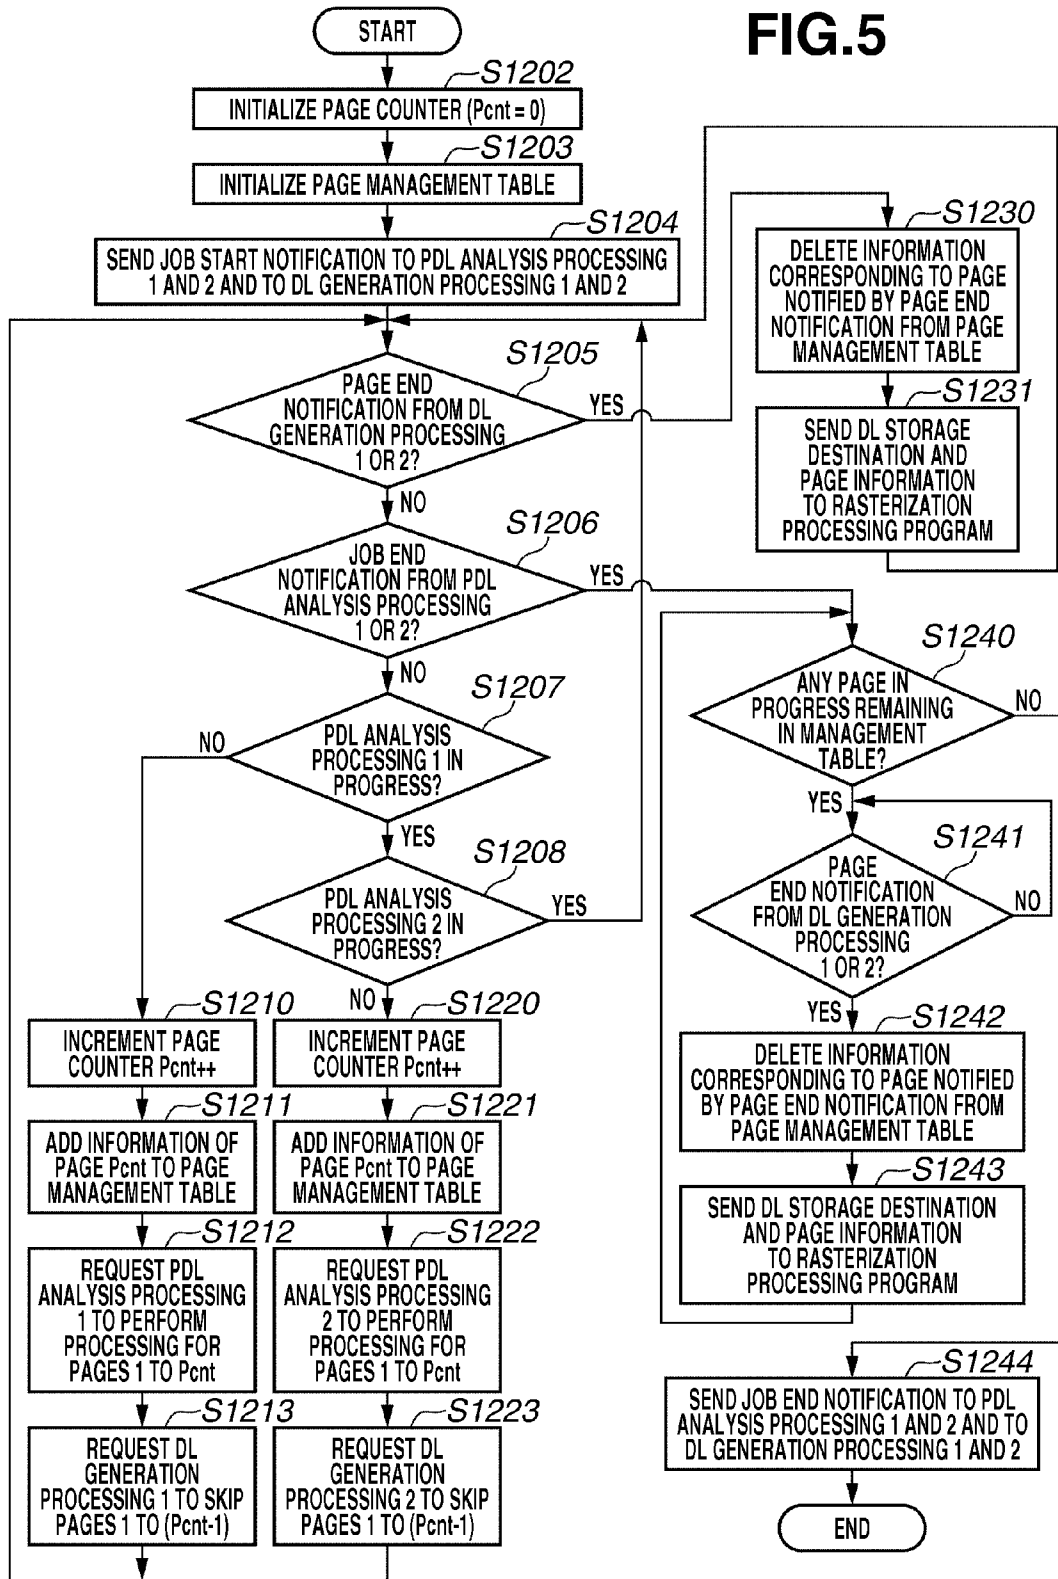 FIG.5
START
S1202
INITIALIZE PAGE COUNTER (Pcnt = 0)
S1203
INITIALIZE PAGE MANAGEMENT TABLE
S1204
SEND JOB START NOTIFICATION TO PDL ANALYSIS PROCESSING
1 AND 2 AND TO DL GENERATION PROCESSING 1 AND 2
S1205
PAGE END
NOTIFICATION FROM DL
GENERATION PROCESSING
1 OR 2?
YES
NO
S1230
DELETE INFORMATION
CORRESPONDING TO PAGE
NOTIFIED BY PAGE END
NOTIFICATION FROM PAGE
MANAGEMENT TABLE
S1231
SEND DL STORAGE
DESTINATION AND
PAGE INFORMATION
TO RASTERIZATION
PROCESSING PROGRAM
S1206
JOB END
NOTIFICATION FROM PDL
ANALYSIS PROCESSING
1 OR 2?
YES
NO
S1207
PDL ANALYSIS
PROCESSING 1 IN
PROGRESS?
NO
YES
S1208
PDL ANALYSIS
PROCESSING 2 IN
PROGRESS?
YES
NO
S1210
INCREMENT PAGE
COUNTER Pcnt++
S1211
ADD INFORMATION OF
PAGE Pcnt TO PAGE
MANAGEMENT TABLE
S1212
REQUEST PDL
ANALYSIS PROCESSING
1 TO PERFORM
PROCESSING FOR
PAGES 1 TO Pcnt
S1213
REQUEST DL
GENERATION
PROCESSING 1 TO SKIP
PAGES 1 TO (Pcnt-1)
S1220
INCREMENT PAGE
COUNTER Pcnt++
S1221
ADD INFORMATION OF
PAGE Pcnt TO PAGE
MANAGEMENT TABLE
S1222
REQUEST PDL
ANALYSIS PROCESSING
2 TO PERFORM
PROCESSING FOR
PAGES 1 TO Pcnt
S1223
REQUEST DL
GENERATION
PROCESSING 2 TO SKIP
PAGES 1 TO (Pcnt-1)
S1240
ANY PAGE IN
PROGRESS REMAINING
IN MANAGEMENT
TABLE?
NO
YES
S1241
PAGE
END NOTIFICATION
FROM DL GENERATION
PROCESSING
1 OR 2?
NO
YES
S1242
DELETE INFORMATION
CORRESPONDING TO PAGE NOTIFIED
BY PAGE END NOTIFICATION FROM
PAGE MANAGEMENT TABLE
S1243
SEND DL STORAGE DESTINATION
AND PAGE INFORMATION
TO RASTERIZATION
PROCESSING PROGRAM
S1244
SEND JOB END NOTIFICATION TO PDL
ANALYSIS PROCESSING 1 AND 2 AND TO
DL GENERATION PROCESSING 1 AND 2
END